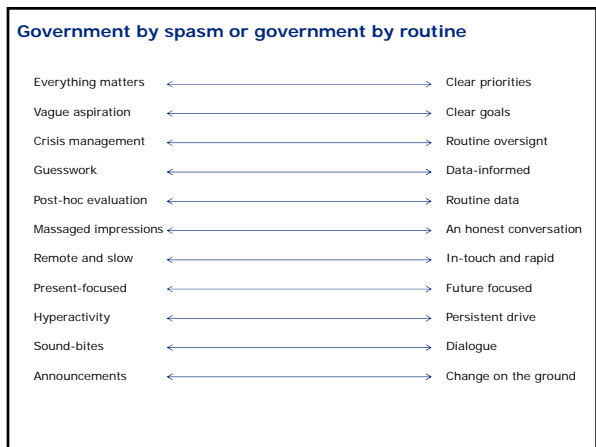 Government by spasm or government by routine
Everything matters Clear priorities
Vague aspiration Clear goals
Crisis management Routine oversignt
Guesswork Data-informed
Post-hoc evaluation Routine data
Massaged impressions An honest conversation
Remote and slow In-touch and rapid
Present-focused Future focused
Hyperactivity Persistent drive
Sound-bites Dialogue
Announcements Change on the ground